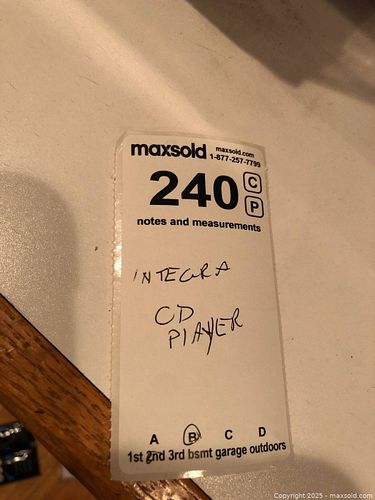 maxsold maxsold.com
1-877-257-7799
240 C
P
notes and measurements
INTEGRA
CD
PLAYER
A B C D
1st 2nd 3rd bsmt garage outdoors
Copyright 2025 - maxsold.com